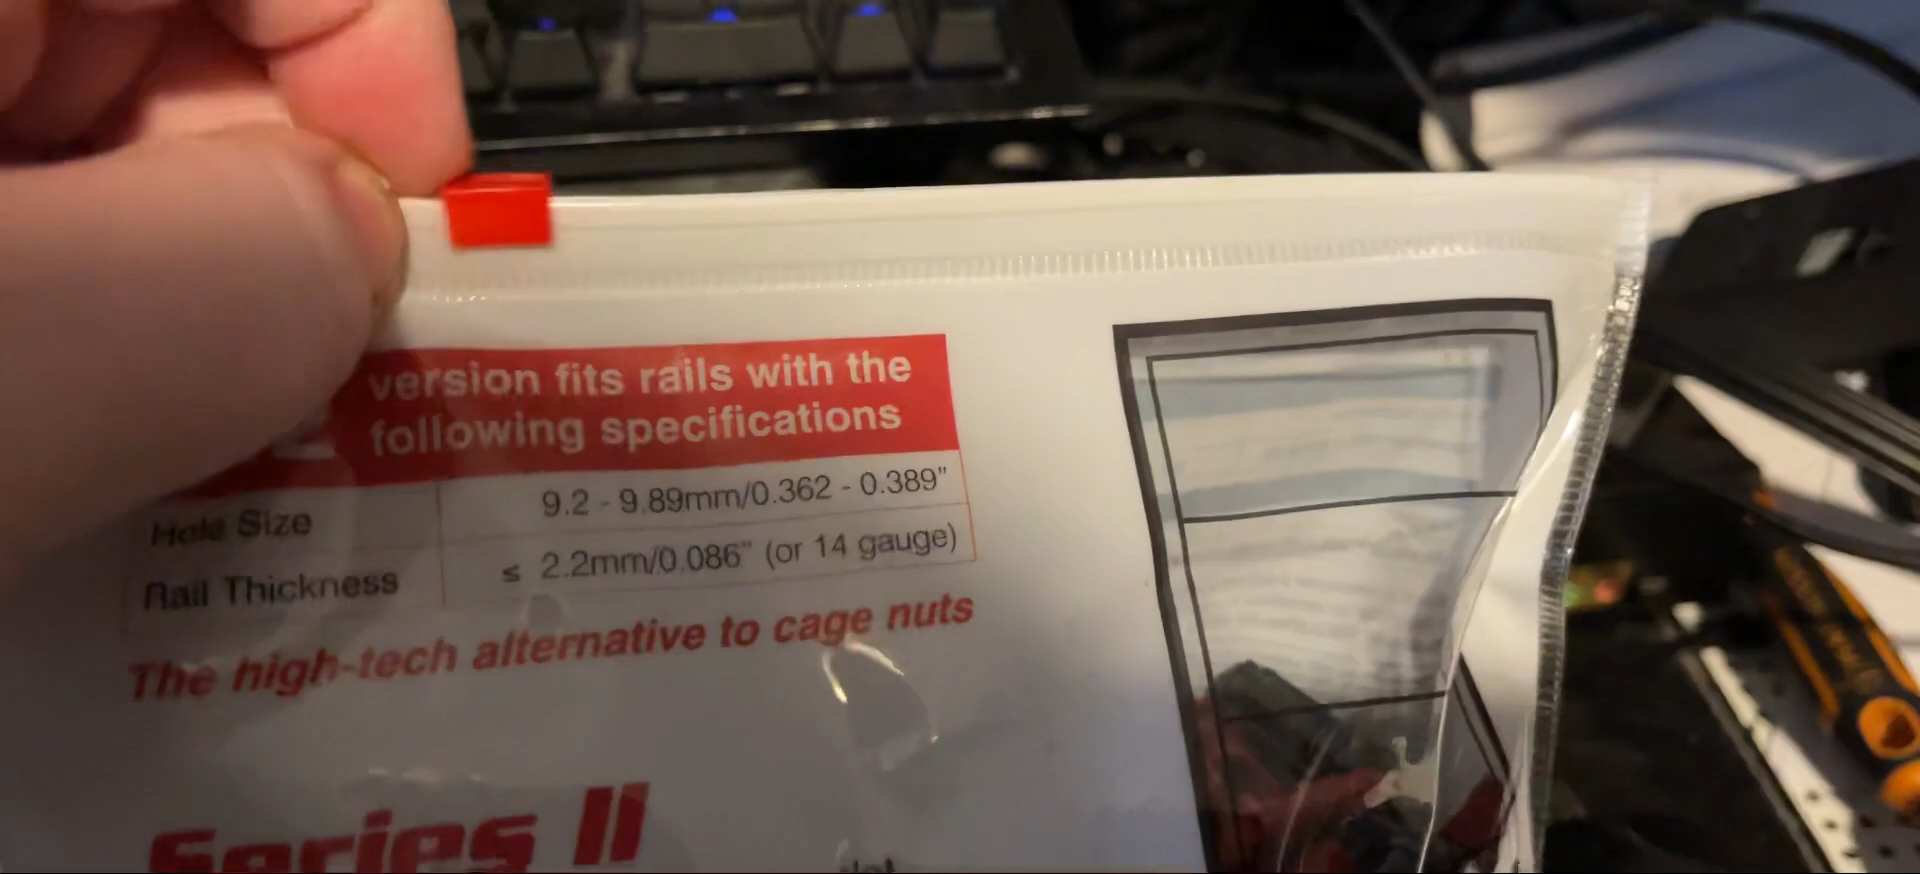 version fits rails with the
following specifications
Hole Size 9.2 - 9.89mm/0.362 - 0.389"
Rail Thickness ≤ 2.2mm/0.086" (or 14 gauge)
The high-tech alternative to cage nuts
Series II